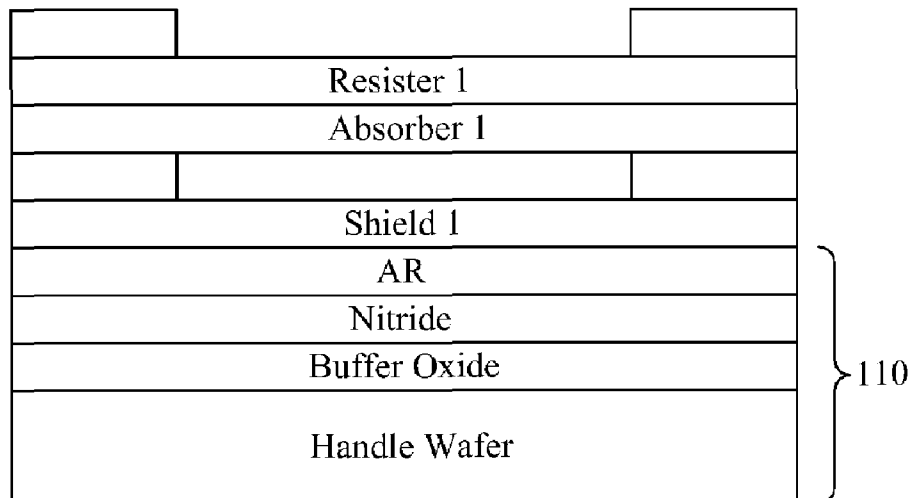 Resister 1
Absorber 1
Shield 1
AR
Nitride
Buffer Oxide
110
Handle Wafer